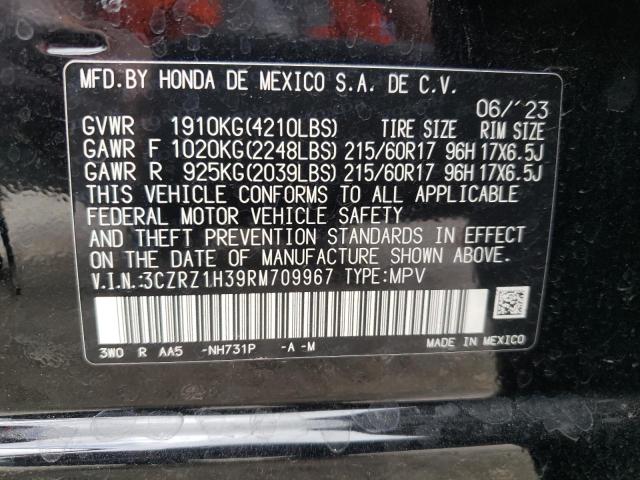 MFD.BY HONDA DE MEXICO S.A. DE C.V.
06/'23
GVWR 1910KG(4210LBS) TIRE SIZE RIM SIZE
GAWR F 1020KG(2248LBS) 215/60R17 96H 17X6.5J
GAWR R 925KG(2039LBS) 215/60R17 96H 17X6.5J
THIS VEHICLE CONFORMS TO ALL APPLICABLE
FEDERAL MOTOR VEHICLE SAFETY
AND THEFT PREVENTION STANDARDS IN EFFECT
ON THE DATE OF MANUFACTURE SHOWN ABOVE.
V.I.N.:3CZRZ1H39RM709967 TYPE:MPV
3W0 R AA5 -NH731P -A -M MADE IN MEXICO